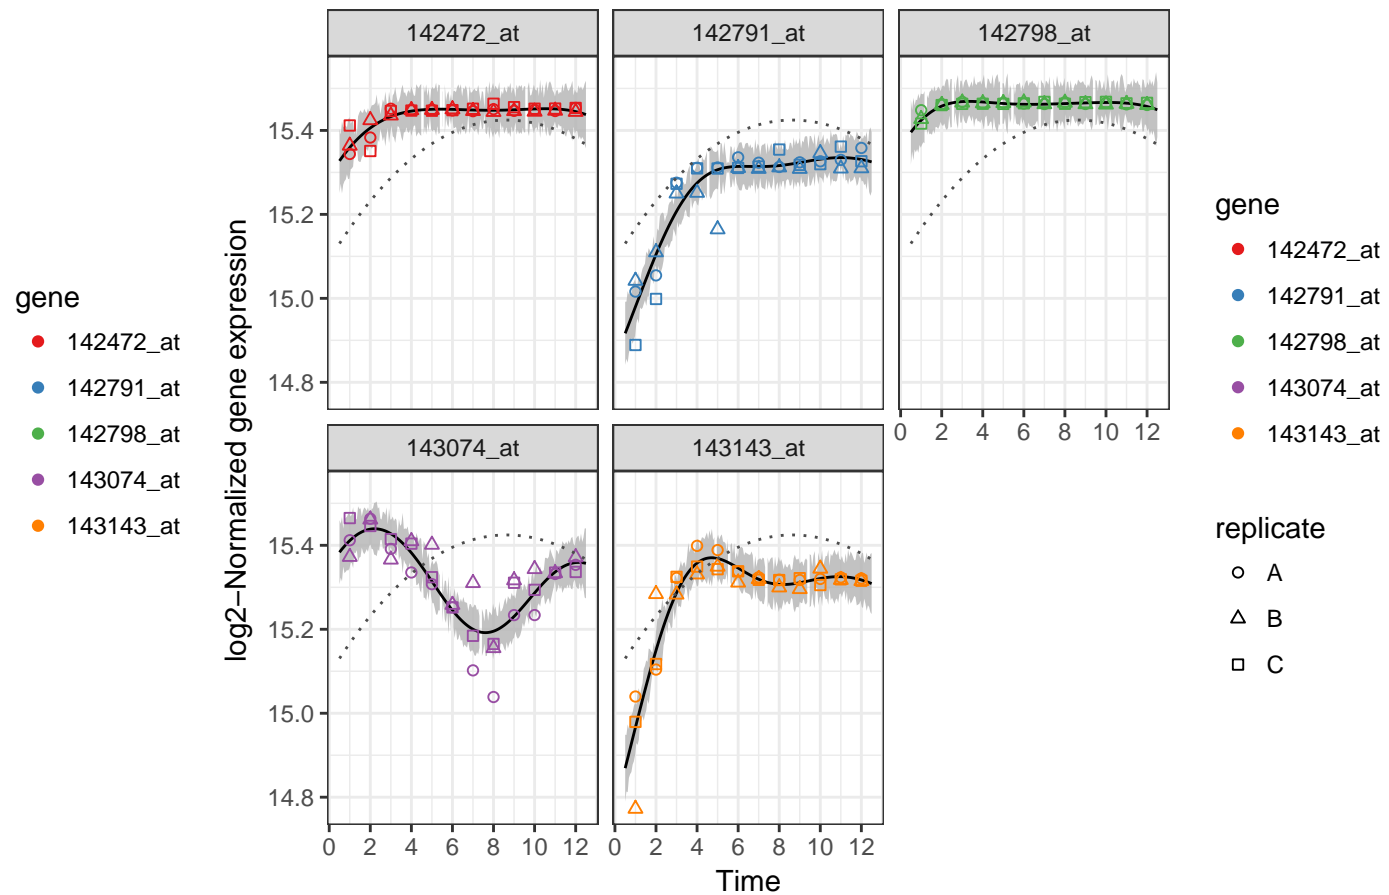 142472_at 142791_at 142798_at
15.4
15.2
15.0
14.8
0 2 4 6 8 10 12
143074_at 143143_at
15.4
15.2
15.0
14.8
0 2 4 6 8 10 12 0 2 4 6 8 10 12
Time
log2−Normalized gene expression
gene
142472_at
142791_at
142798_at
143074_at
143143_at
gene
142472_at
142791_at
142798_at
143074_at
143143_at
replicate
A
B
C